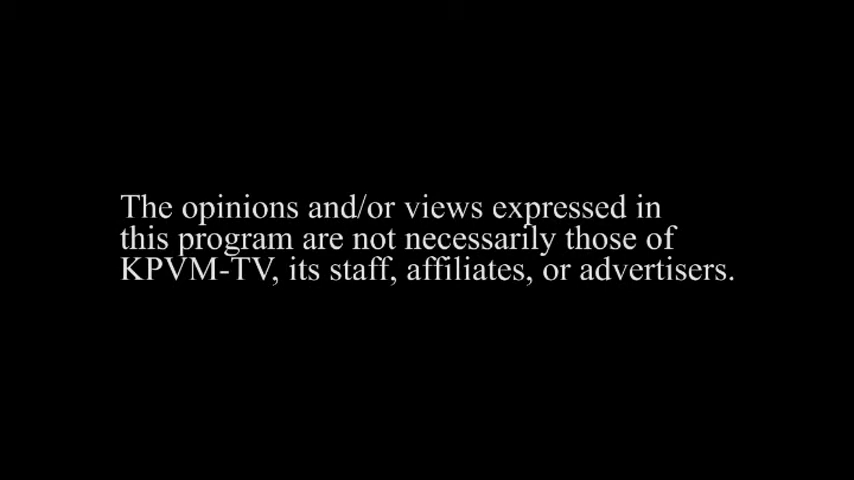 The opinions and/or views expressed in
this program are not necessarily those of
KPVM-TV, its staff, affiliates, or advertisers.